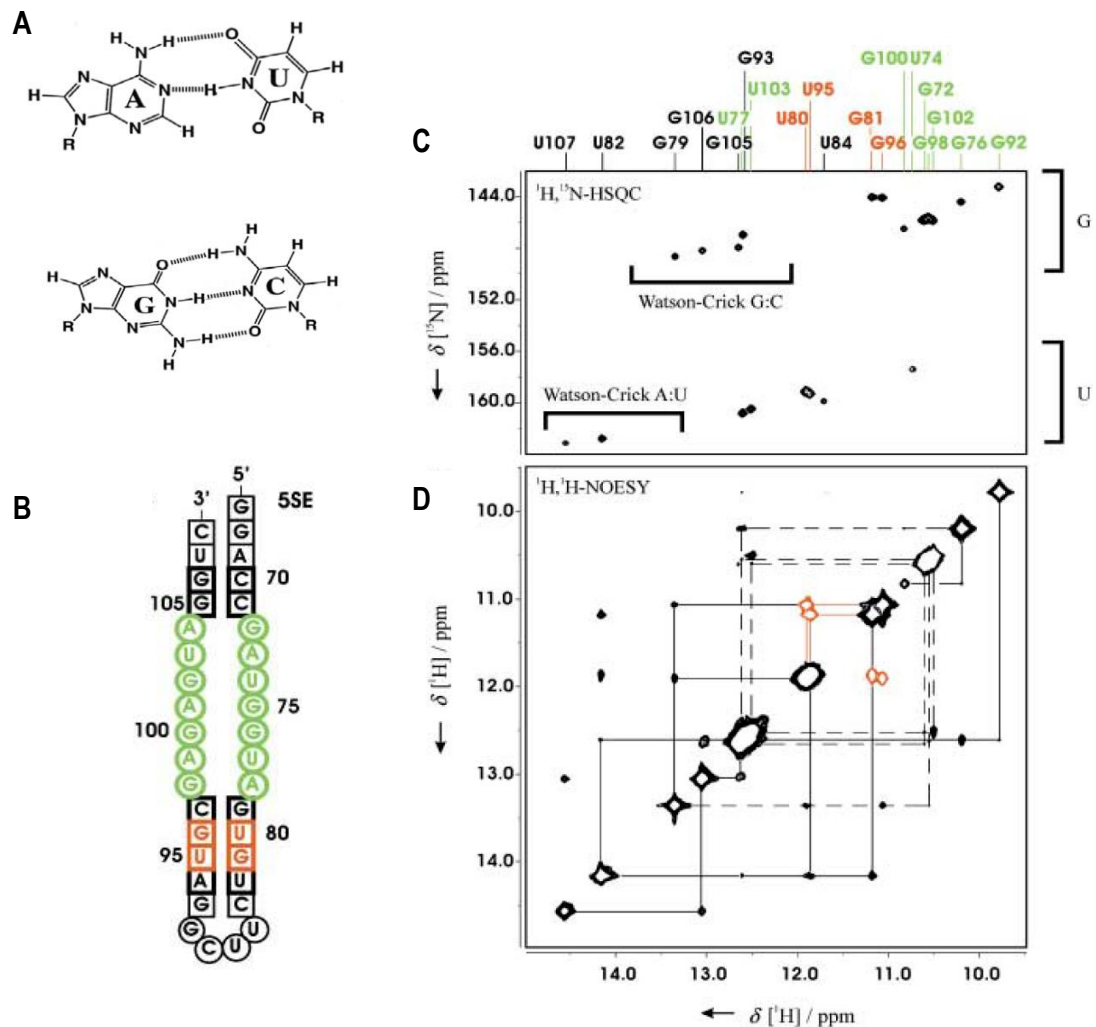 A
H
H
N
H
O
H
H
N
A
N
H
N
U
H
N
N
N
R
R
H
O
H
H
O
H
N
H
H
N
G
N
H
N
C
H
N
N
N
N
R
R
H
H
O
B
5'
3'
5SE
G
C G
U A
G C 70
105 G C
A G
U A
G U
A G 75
100 G G
A U
G A
C G
G U 80
95 U G
A U
G C
G U
C U
C
G93 G100 U74
U103 U95 G72
G106 U77 U80 G81 G102
U107 U82 G79 G105 U84 G96 G98 G76 G92
¹H,¹⁵N-HSQC
144.0
G
Watson-Crick G:C
152.0
δ [¹⁵N] / ppm
156.0
Watson-Crick A:U
160.0
U
D
¹H,¹H-NOESY
10.0
11.0
12.0
δ [¹H] / ppm
13.0
14.0
14.0 13.0 12.0 11.0 10.0
δ [¹H] / ppm